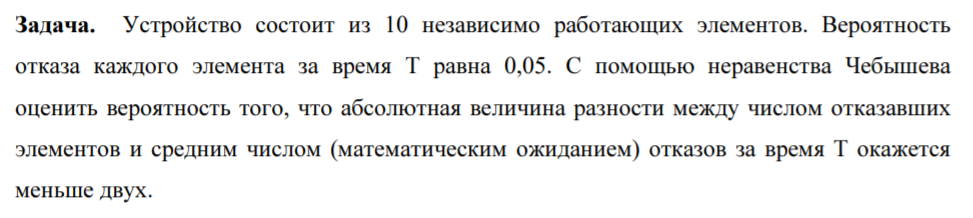 Задача. Устройство состоит из 10 независимо работающих элементов. Вероятность
отказа каждого элемента за время Т равна 0,05. С помощью неравенства Чебышева
оценить вероятность того, что абсолютная величина разности между числом отказавших
элементов и средним числом (математическим ожиданием) отказов за время Т окажется
меньше двух.